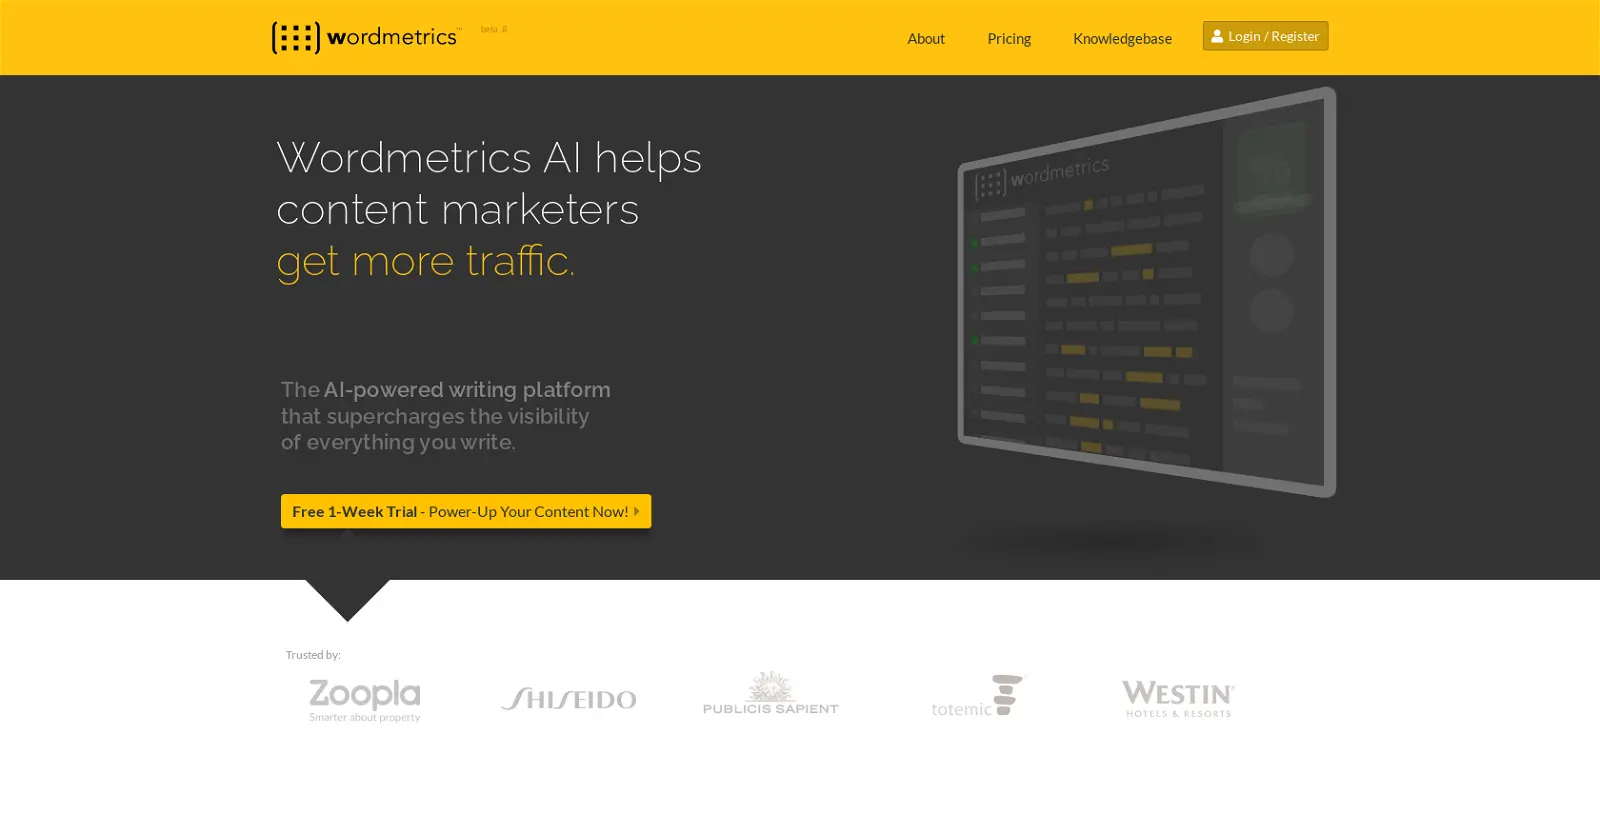 wordmetrics™
beta .8
About
Pricing
Knowledgebase
Login / Register
Wordmetrics AI helps
content marketers
get more traffic.
wordmetrics
%
The AI-powered writing platform
that supercharges the visibility
of everything you write.
Free 1-Week Trial - Power-Up Your Content Now!
Trusted by:
Zoopla
Smarter about property
SHISEIDO
PUBLICIS SAPIENT
totemic
WESTIN®
HOTELS & RESORTS